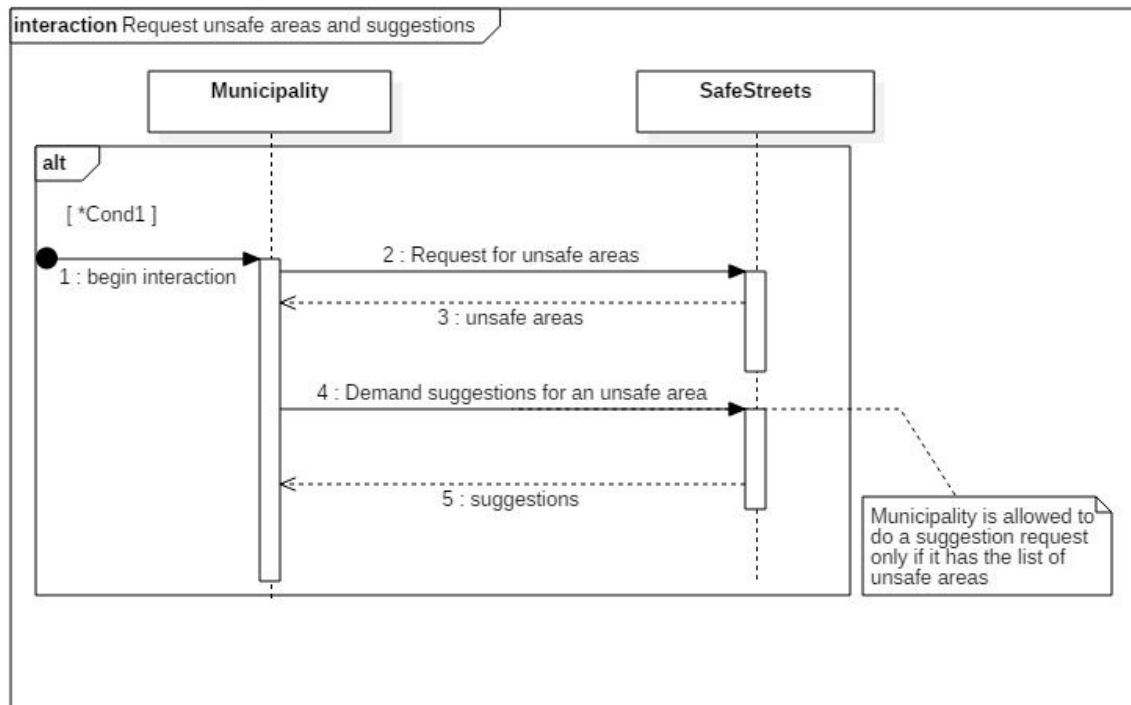 interaction Request unsafe areas and suggestions
Municipality
SafeStreets
alt
[ *Cond1 ]
1 : begin interaction
2 : Request for unsafe areas
3 : unsafe areas
4 : Demand suggestions for an unsafe area
5 : suggestions
Municipality is allowed to
do a suggestion request
only if it has the list of
unsafe areas